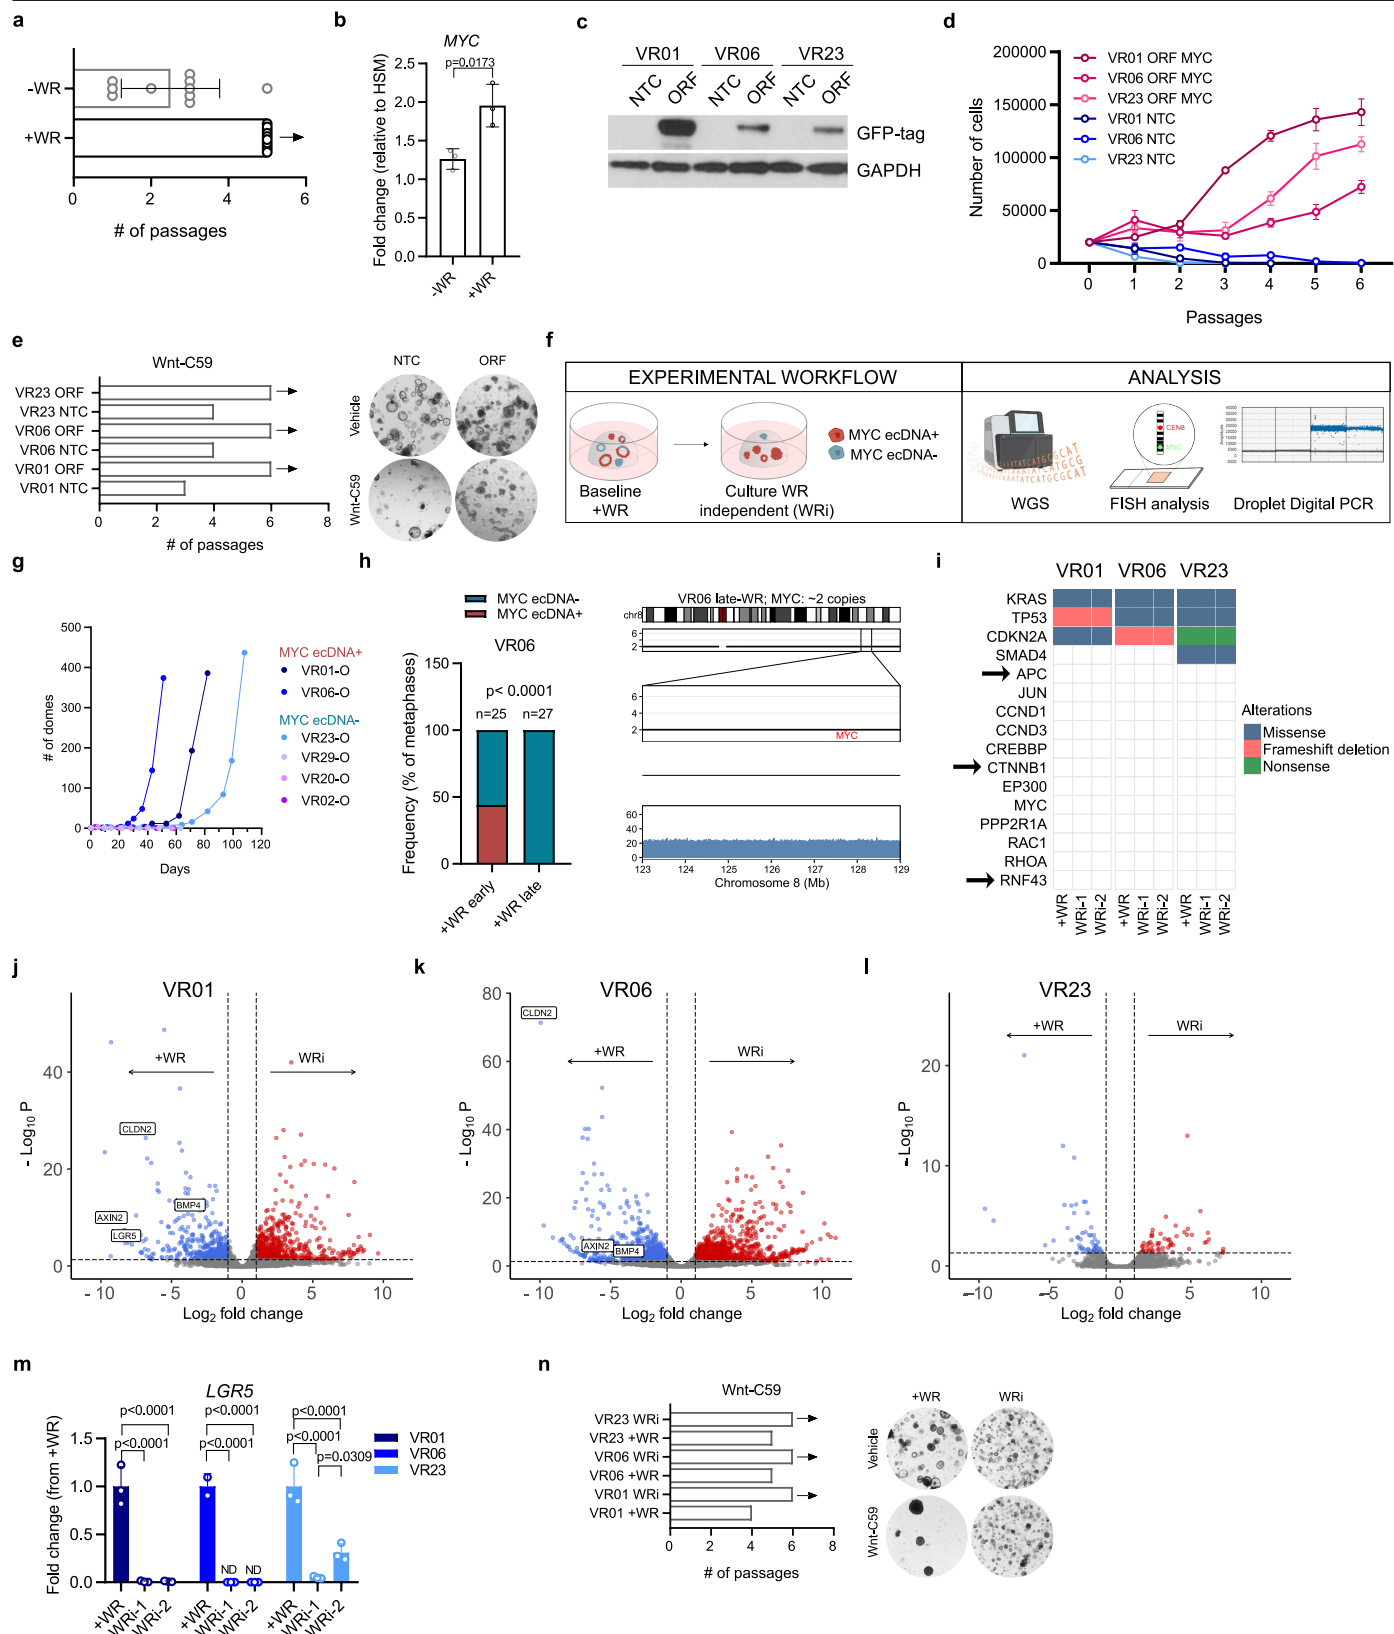 a
-WR
+WR
0 2 4 6
# of passages
b
MYC
p=0.0173
Fold change (relative to HSM)
2.5
2.0
1.5
1.0
0.5
0.0
-WR
+WR
c
VR01 VR06 VR23
NTC ORF NTC ORF NTC ORF
GFP-tag
GAPDH
d
200000
150000
100000
50000
0
Number of cells
VR01 ORF MYC
VR06 ORF MYC
VR23 ORF MYC
VR01 NTC
VR06 NTC
VR23 NTC
0 1 2 3 4 5 6
Passages
e
Wnt-C59
VR23 ORF
VR23 NTC
VR06 ORF
VR06 NTC
VR01 ORF
VR01 NTC
0 2 4 6 8
# of passages
NTC ORF
Vehicle
Wnt-C59
f
EXPERIMENTAL WORKFLOW
ANALYSIS
Baseline
+WR
Culture WR
independent (WRi)
MYC ecDNA+
MYC ecDNA-
WGS
CEN8
MYC
FISH analysis
Droplet Digital PCR
g
500
400
300
200
100
0
# of domes
0 20 40 60 80 100 120
Days
MYC ecDNA+
VR01-O
VR06-O
MYC ecDNA-
VR23-O
VR29-O
VR20-O
VR02-O
h
MYC ecDNA-
MYC ecDNA+
VR06
p< 0.0001
n=25 n=27
150
100
50
0
Frequency (% of metaphases)
+WR early
+WR late
VR06 late-WR; MYC: ~2 copies
chr8
6
4
2
6
4
2
MYC
60
40
20
0
123 124 125 126 127 128 129
Chromosome 8 (Mb)
i
VR01 VR06 VR23
KRAS
TP53
CDKN2A
SMAD4
APC
JUN
CCND1
CCND3
CREBBP
CTNNB1
EP300
MYC
PPP2R1A
RAC1
RHOA
RNF43
+WR WRi-1 WRi-2 +WR WRi-1 WRi-2 +WR WRi-1 WRi-2
Alterations
Missense
Frameshift deletion
Nonsense
j
VR01
+WR WRi
CLDN2
BMP4
AXIN2
LGR5
40
20
0
- Log10 P
-10 -5 0 5 10
Log2 fold change
k
VR06
+WR WRi
CLDN2
AXIN2
BMP4
80
60
40
20
0
- Log10 P
-10 -5 0 5 10
Log2 fold change
l
VR23
+WR WRi
20
10
0
- Log10 P
-10 -5 0 5 10
Log2 fold change
m
LGR5
p<0.0001 p<0.0001 p<0.0001
p<0.0001 p<0.0001 p<0.0001
p=0.0309
VR01
VR06
VR23
Fold change (from +WR)
1.5
1.0
0.5
0.0
ND ND
+WR WRi-1 WRi-2 +WR WRi-1 WRi-2 +WR WRi-1 WRi-2
n
Wnt-C59
VR23 WRi
VR23 +WR
VR06 WRi
VR06 +WR
VR01 WRi
VR01 +WR
0 2 4 6 8
# of passages
+WR WRi
Vehicle
Wnt-C59